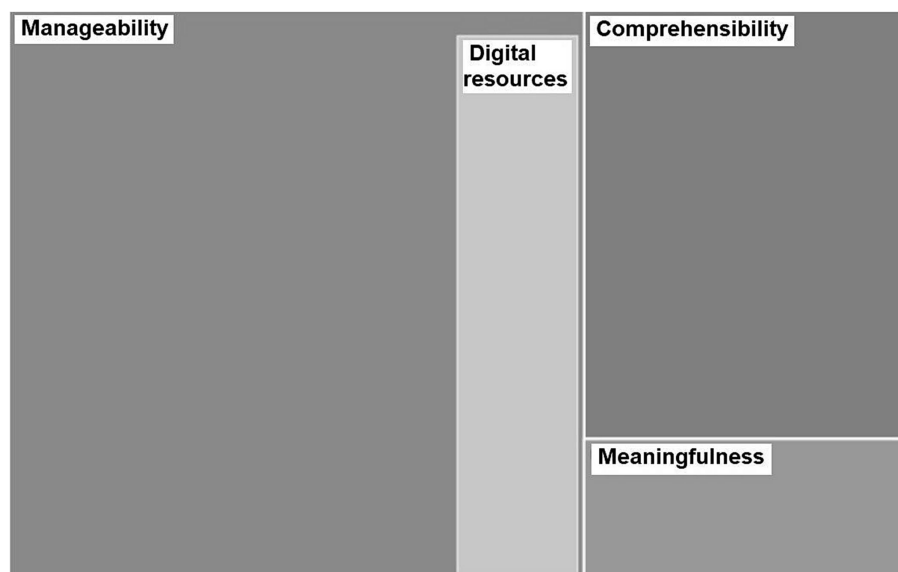 Manageability
Digital
resources
Comprehensibility
Meaningfulness